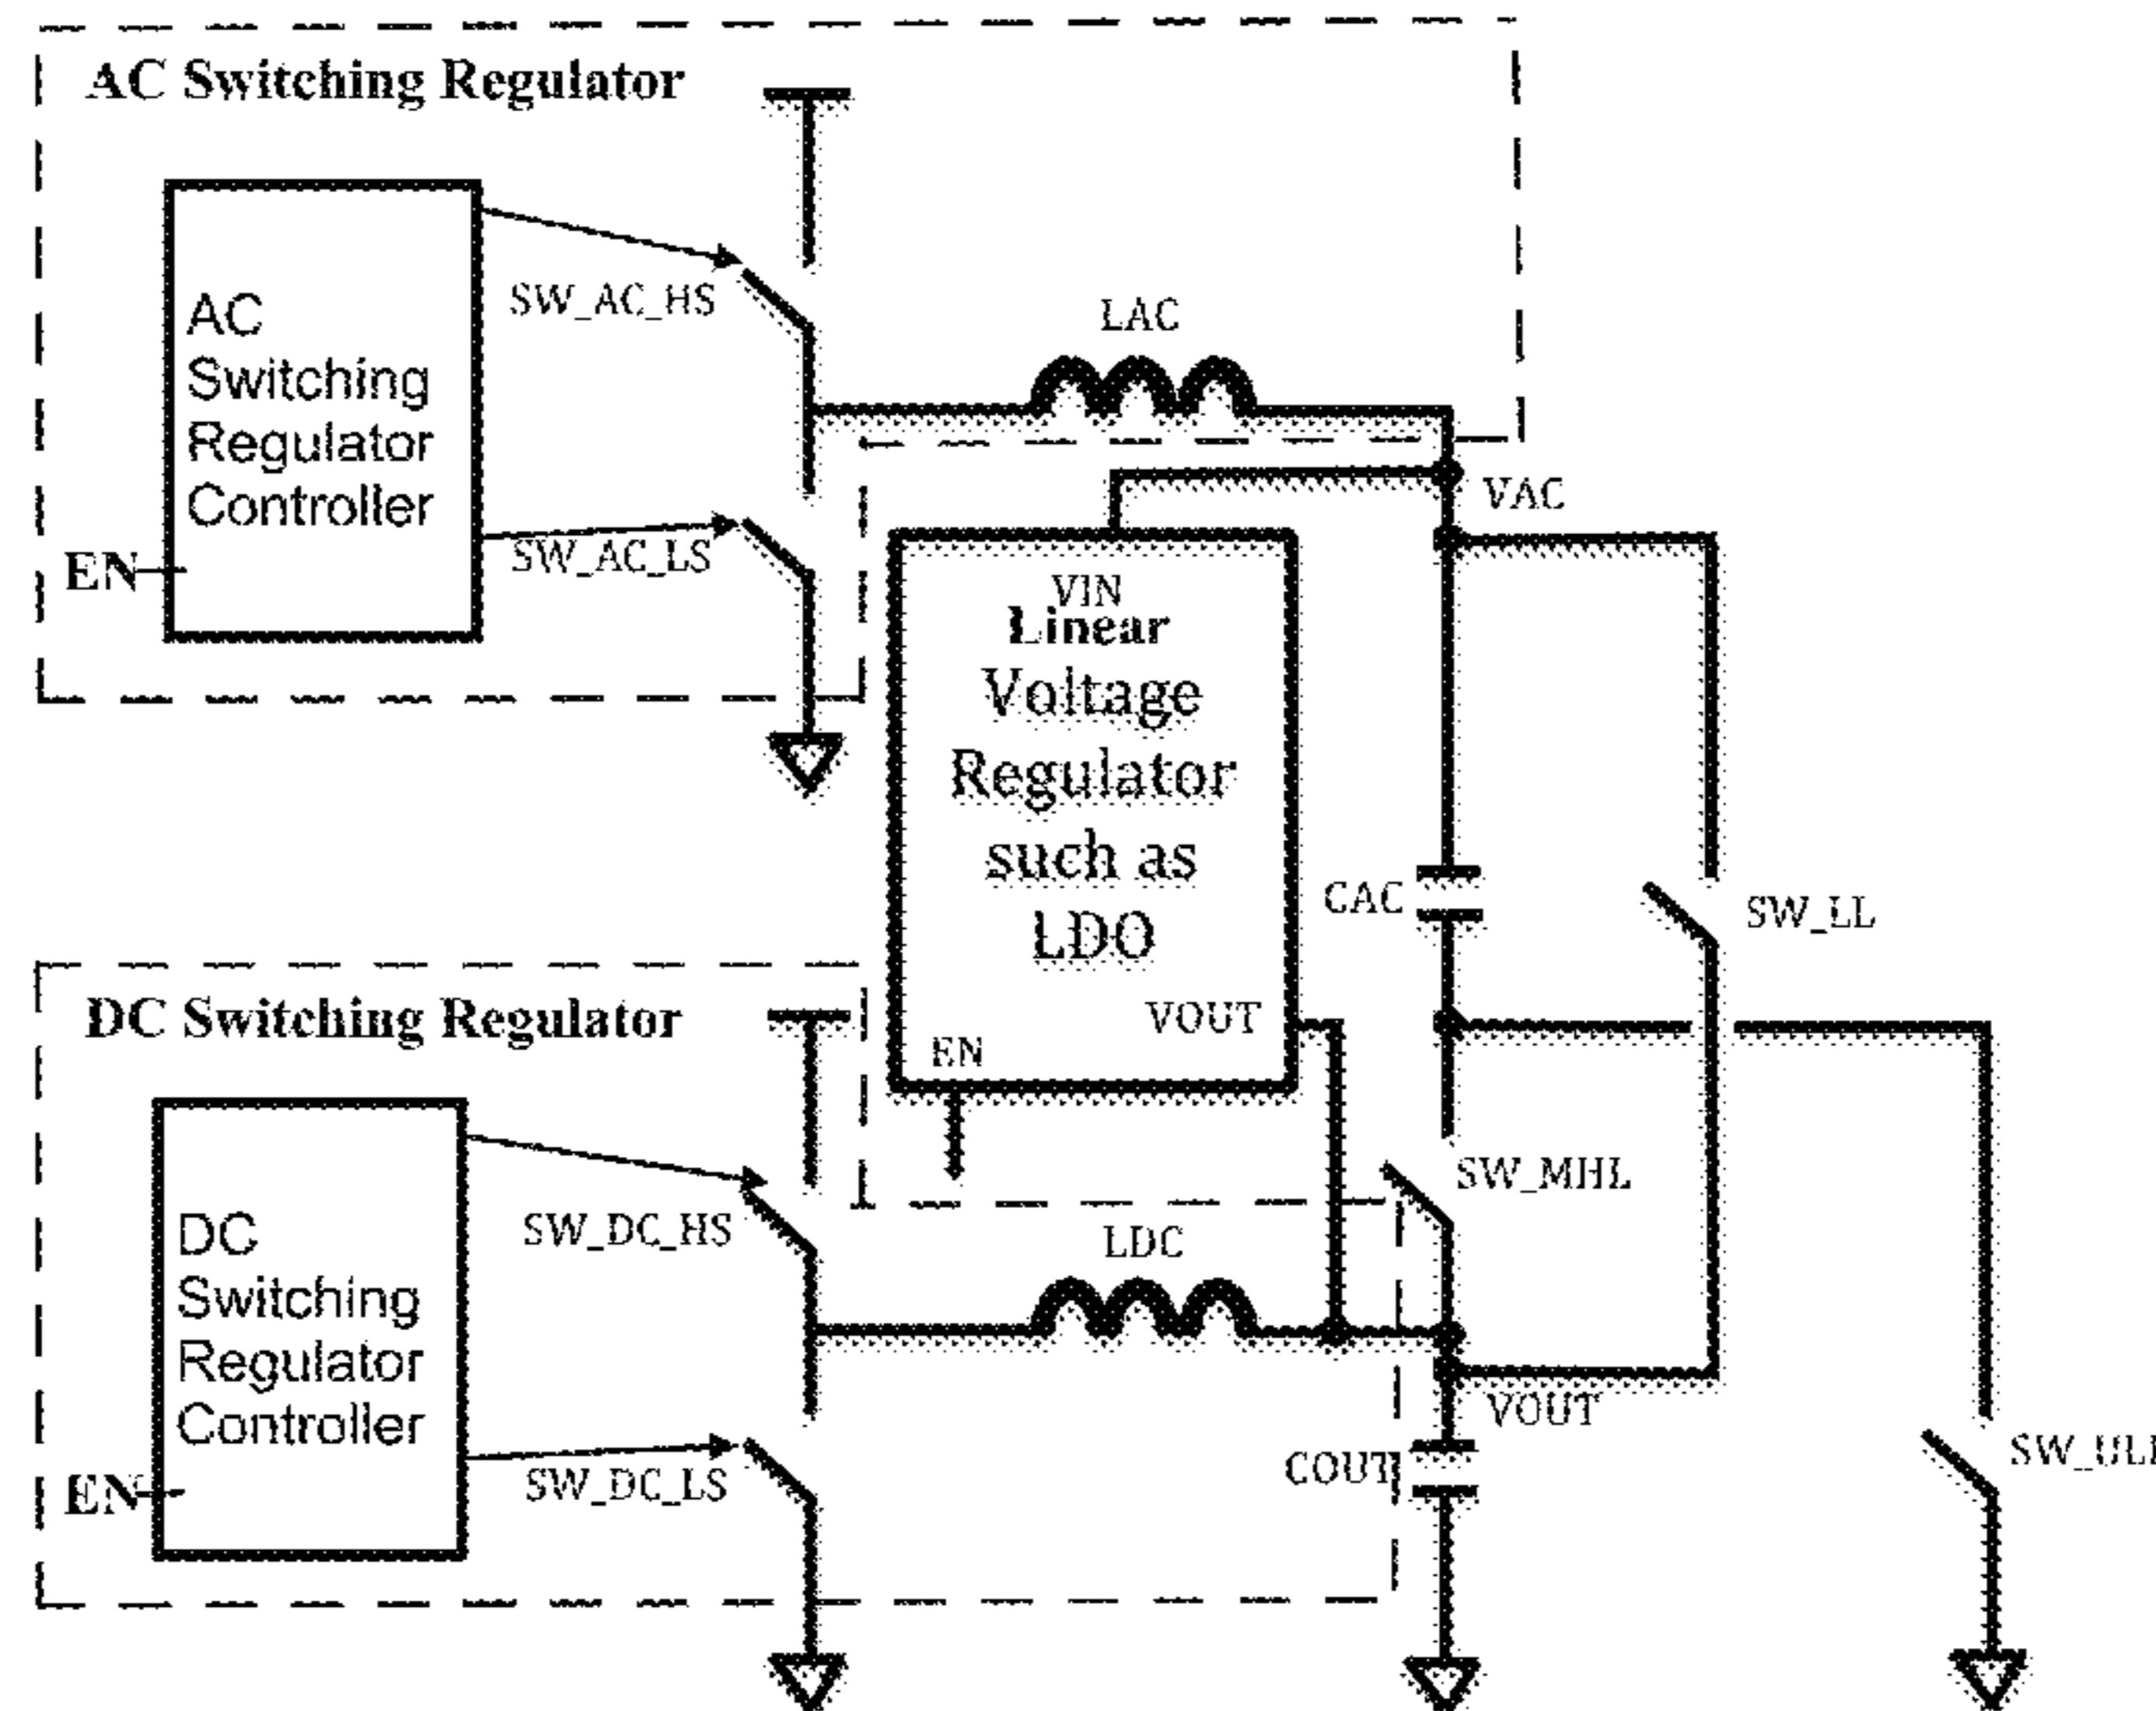 AC Switching Regulator
AC
Switching
Regulator
Controller
EN
SW_AC_HS
SW_AC_LS
LAC
VAC
VIN
Linear
Voltage
Regulator
such as
LDO
VOUT
EN
CAC
SW_LL
SW_MHL
DC Switching Regulator
DC
Switching
Regulator
Controller
EN
SW_DC_HS
SW_DC_LS
LDC
VOUT
COUT